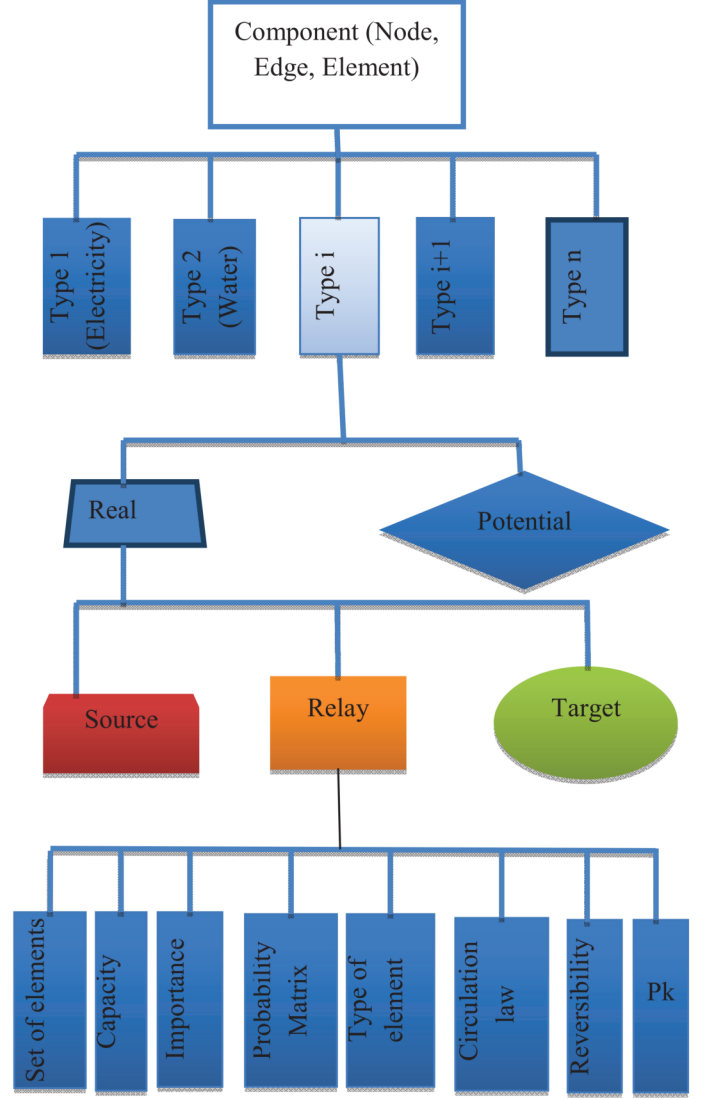 Component (Node,
Edge, Element)
Type 1
(Electricity)
Type 2
(Water)
Type i
Type i+1
Type n
Real
Potential
Source
Relay
Target
Set of elements
Capacity
Importance
Probability
Matrix
Type of
element
Circulation
law
Reversibility
Pk